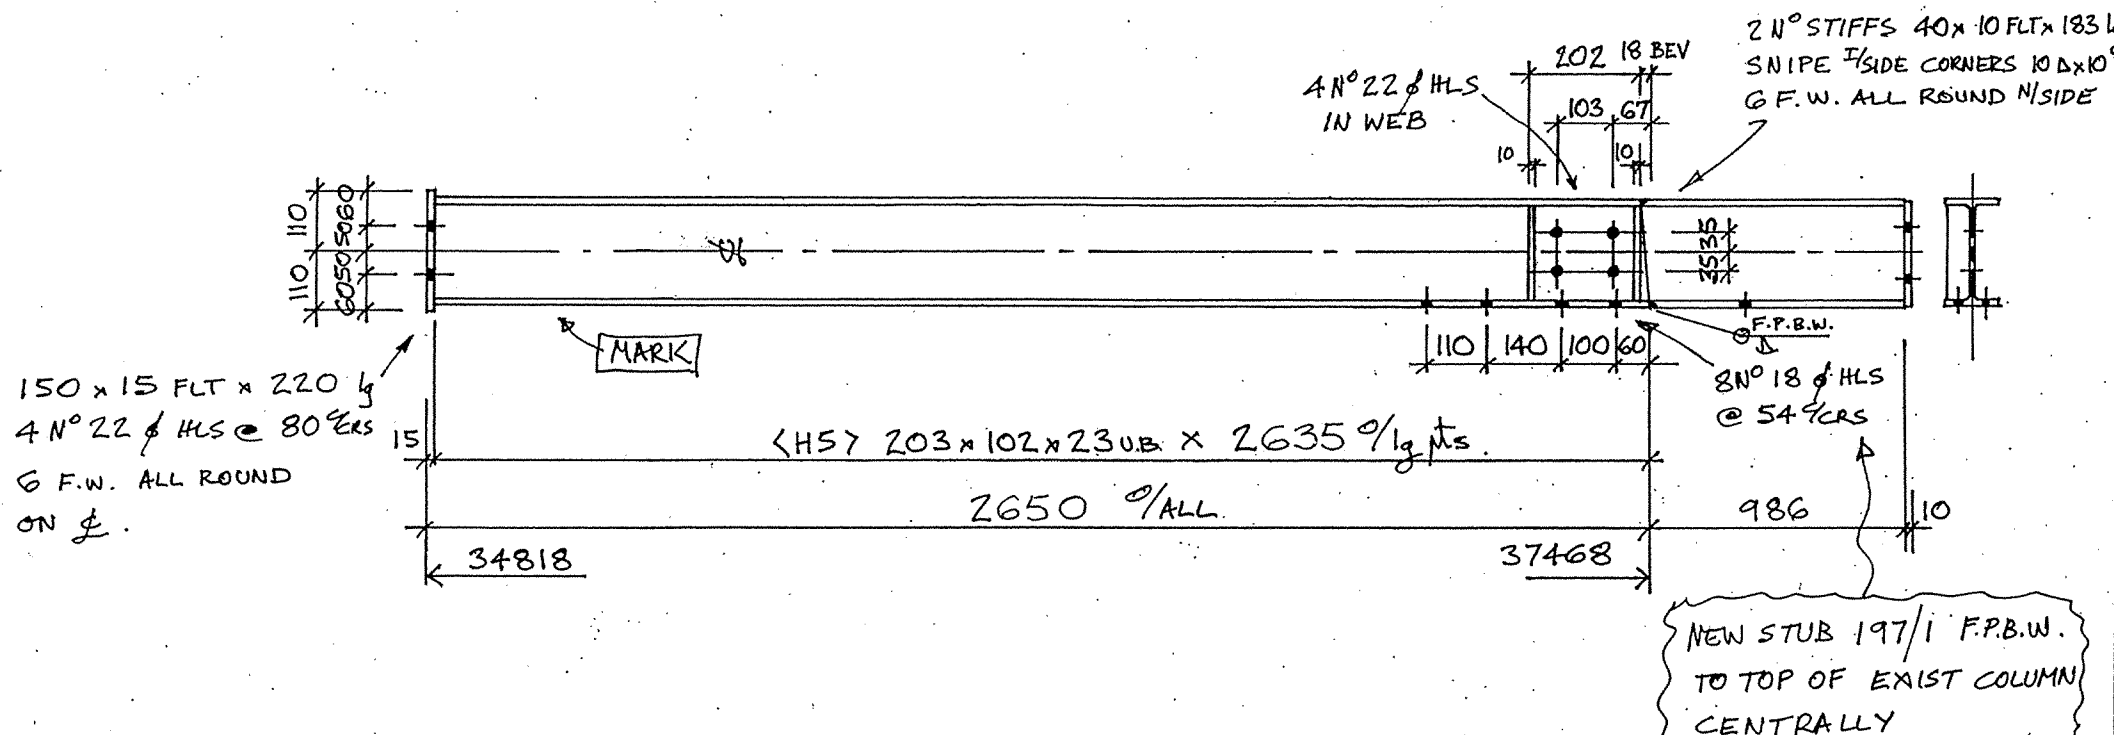 2 Nº STIFFS 40 x 10 FLT x 183
SNIPE I/SIDE CORNERS 10 Δ x 10
6 F.W. ALL ROUND N/SIDE
202 18 BEV
4 Nº 22 ϕ HLS
IN WEB
103 67
10 10
110 110
60 50 50 60
35 35
MARK
F.P.B.W.
110 140 100 60
8 Nº 18 ϕ HLS
@ 54 c/CRS
150 x 15 FLT x 220 lg
4 Nº 22 ϕ HLS @ 80 c/CRS
6 F.W. ALL ROUND
ON ℄.
15
<H5> 203 x 102 x 23 U.B. x 2635 o/lg pts.
2650 o/ALL
986 10
34818
37468
NEW STUB 197/1 F.P.B.W.
TO TOP OF EXIST COLUMN
CENTRALLY